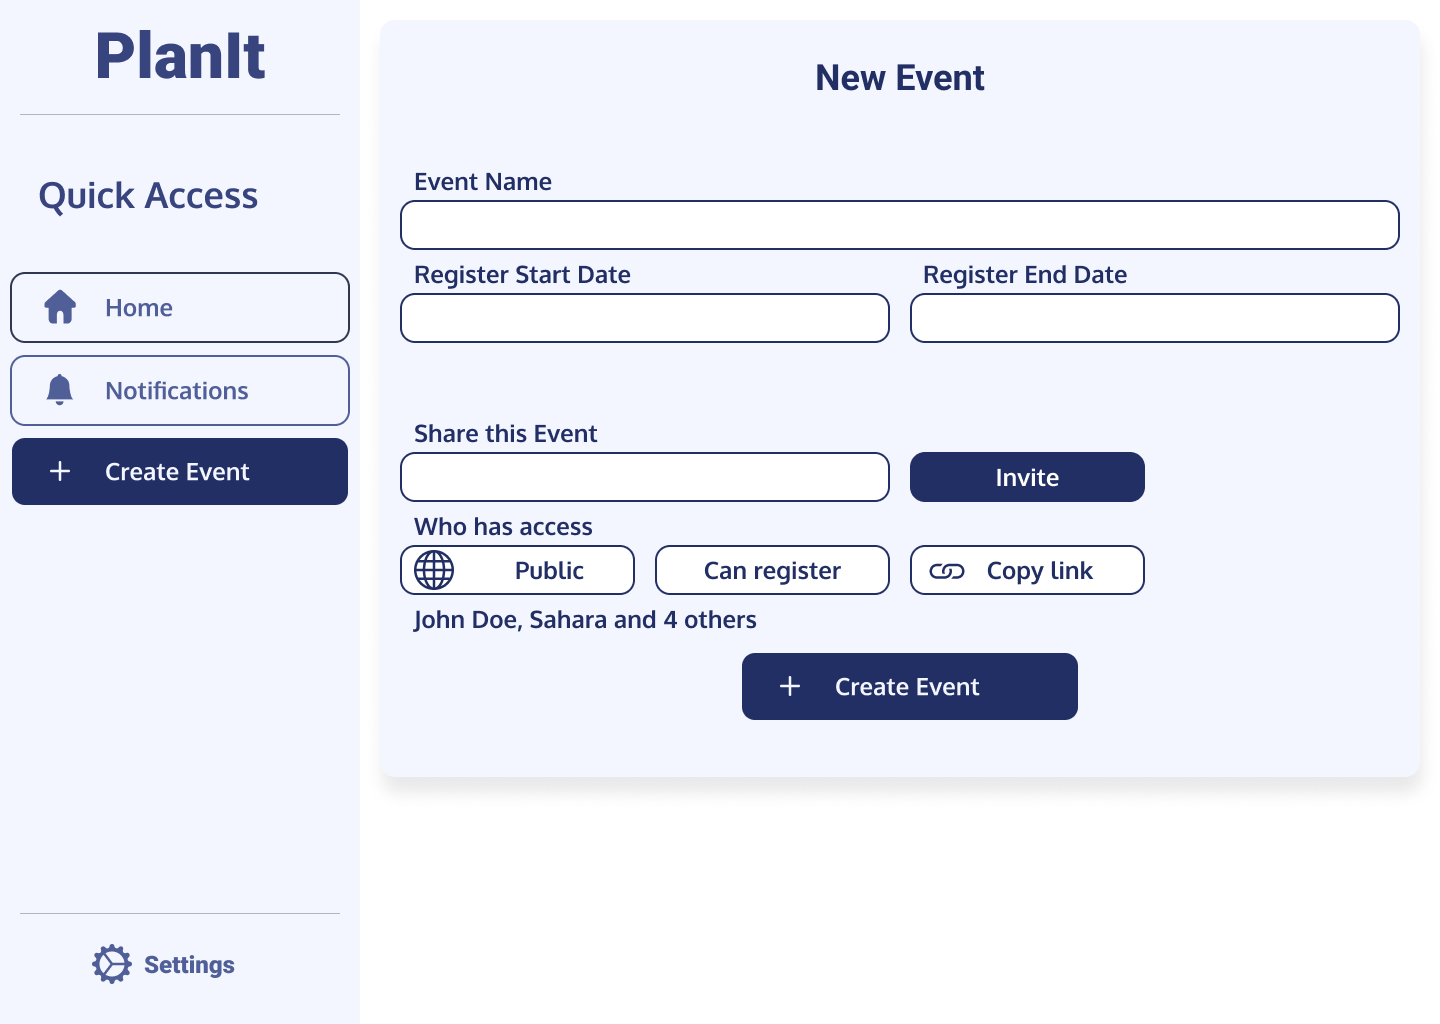 PlanIt
Quick Access
Home
Notifications
Create Event
Settings
New Event
Event Name
Register Start Date
Register End Date
Share this Event
Invite
Who has access
Public
Can register
Copy link
John Doe, Sahara and 4 others
Create Event